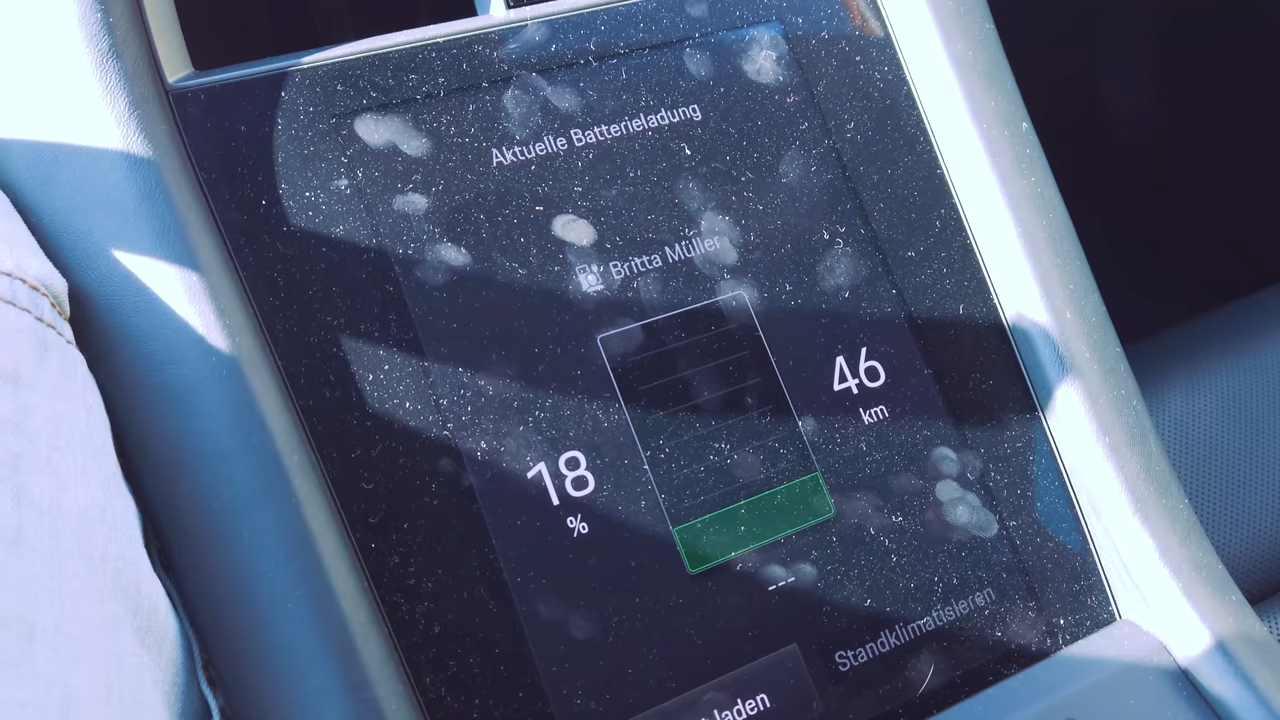 Aktuelle Batterieladung
Britta Müller
46
km
18
%
---
Standklimatisieren
laden